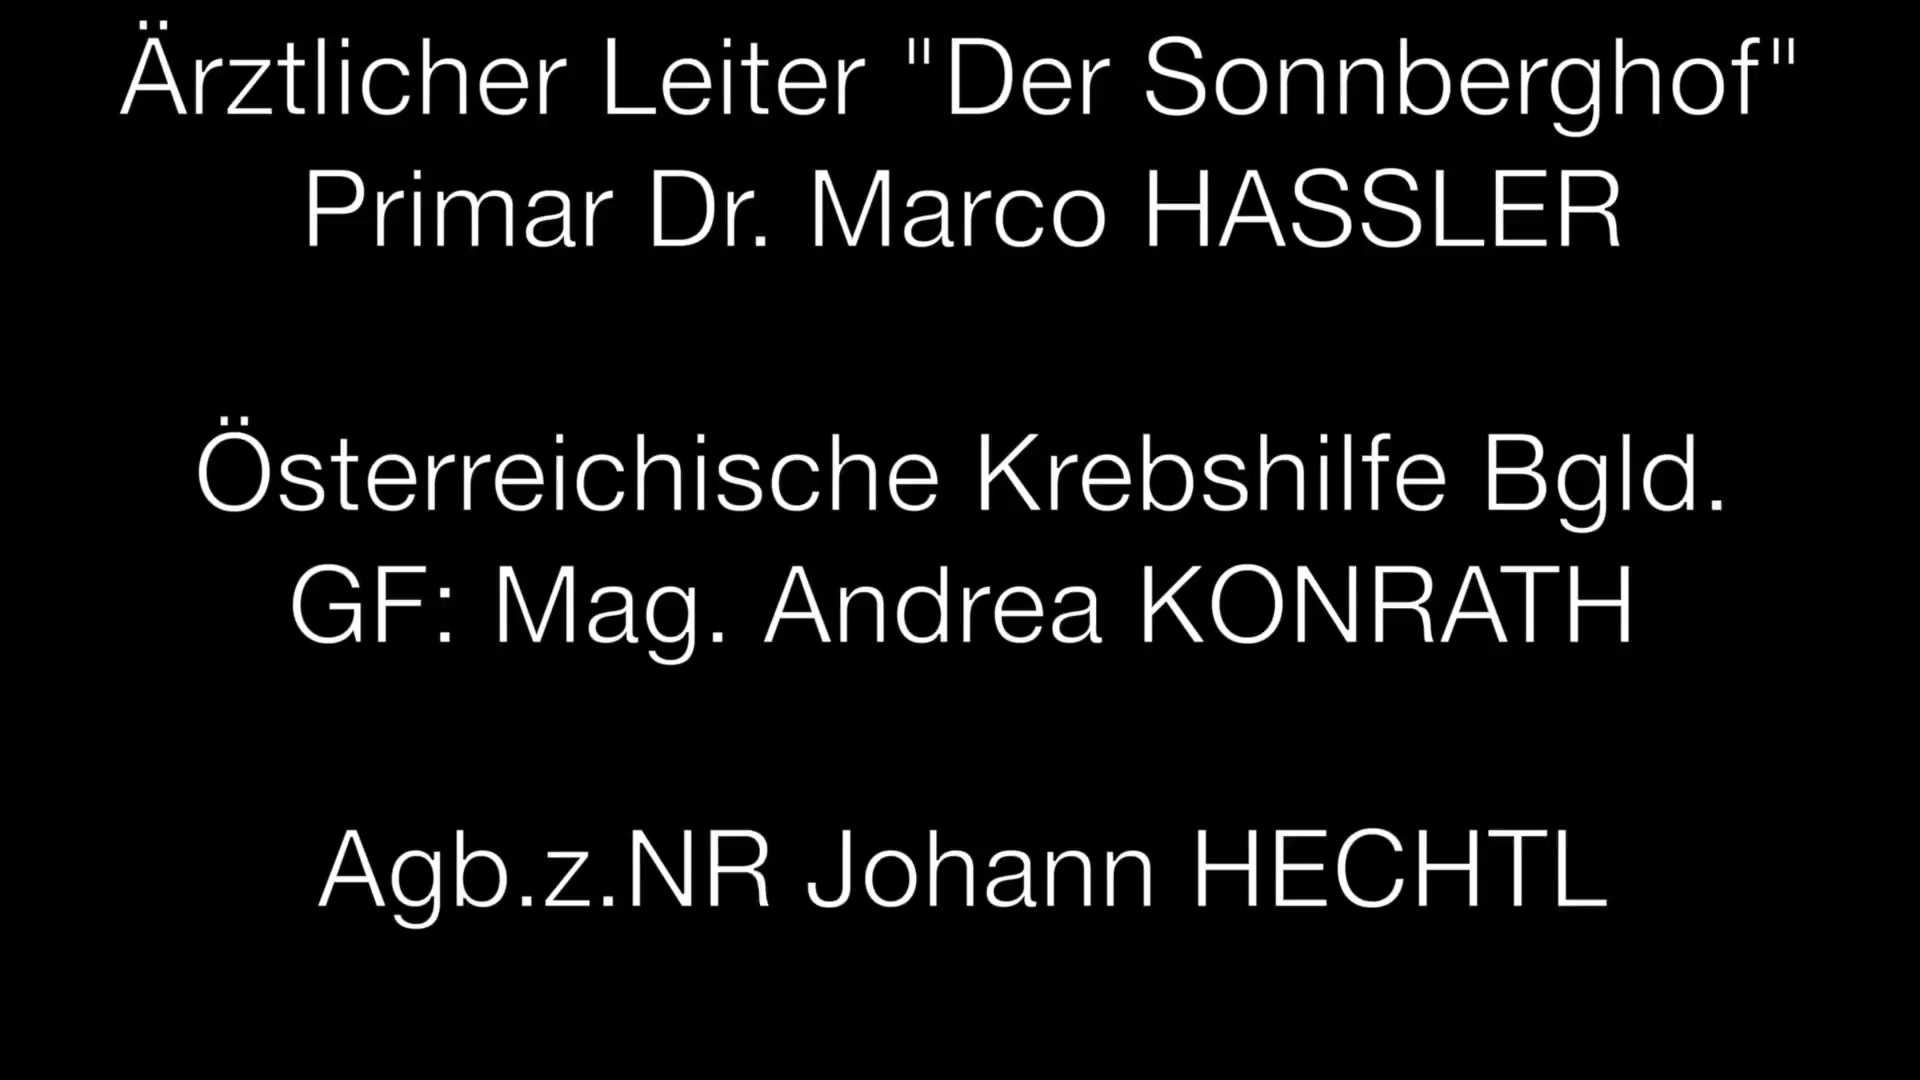 Ärztlicher Leiter "Der Sonnberghof"
Primar Dr. Marco HASSLER
Österreichische Krebshilfe Bgld.
GF: Mag. Andrea KONRATH
Agb.z.NR Johann HECHTL